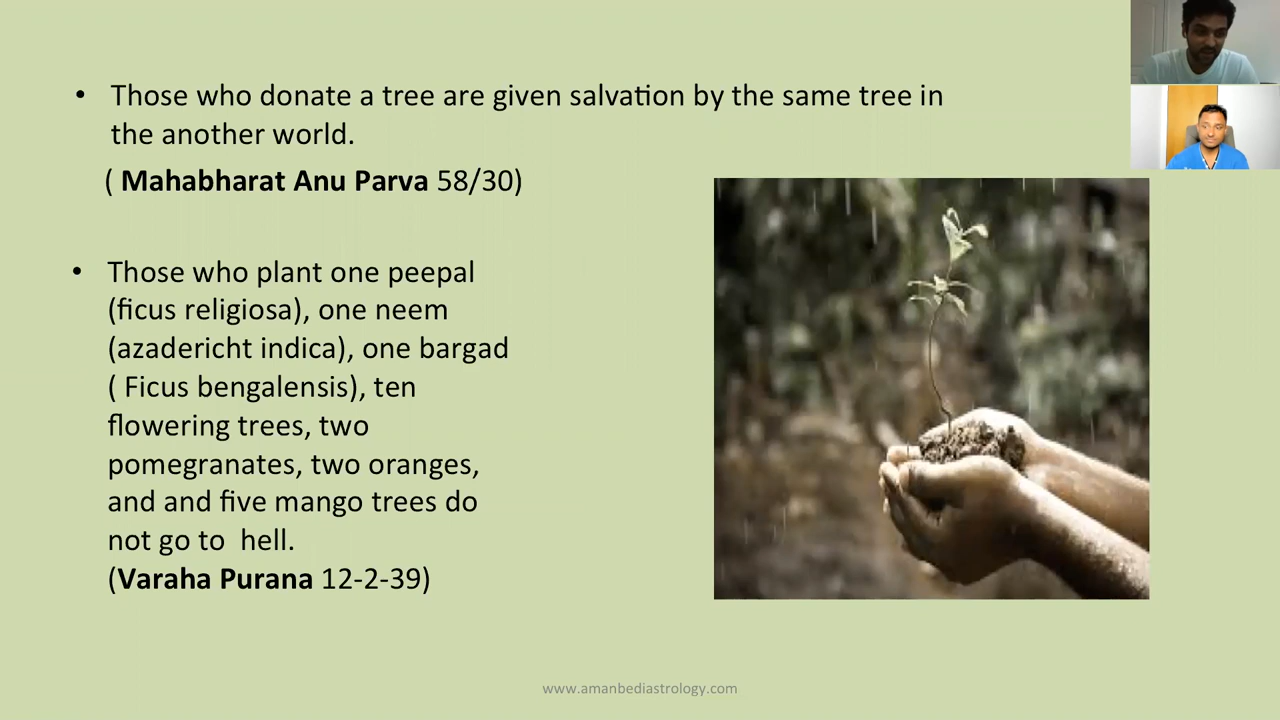 • Those who donate a tree are given salvation by the same tree in
the another world.
( Mahabharat Anu Parva 58/30)
• Those who plant one peepal
(ficus religiosa), one neem
(azadericht indica), one bargad
( Ficus bengalensis), ten
flowering trees, two
pomegranates, two oranges,
and and five mango trees do
not go to  hell.
(Varaha Purana 12-2-39)
www.amanbediastrology.com